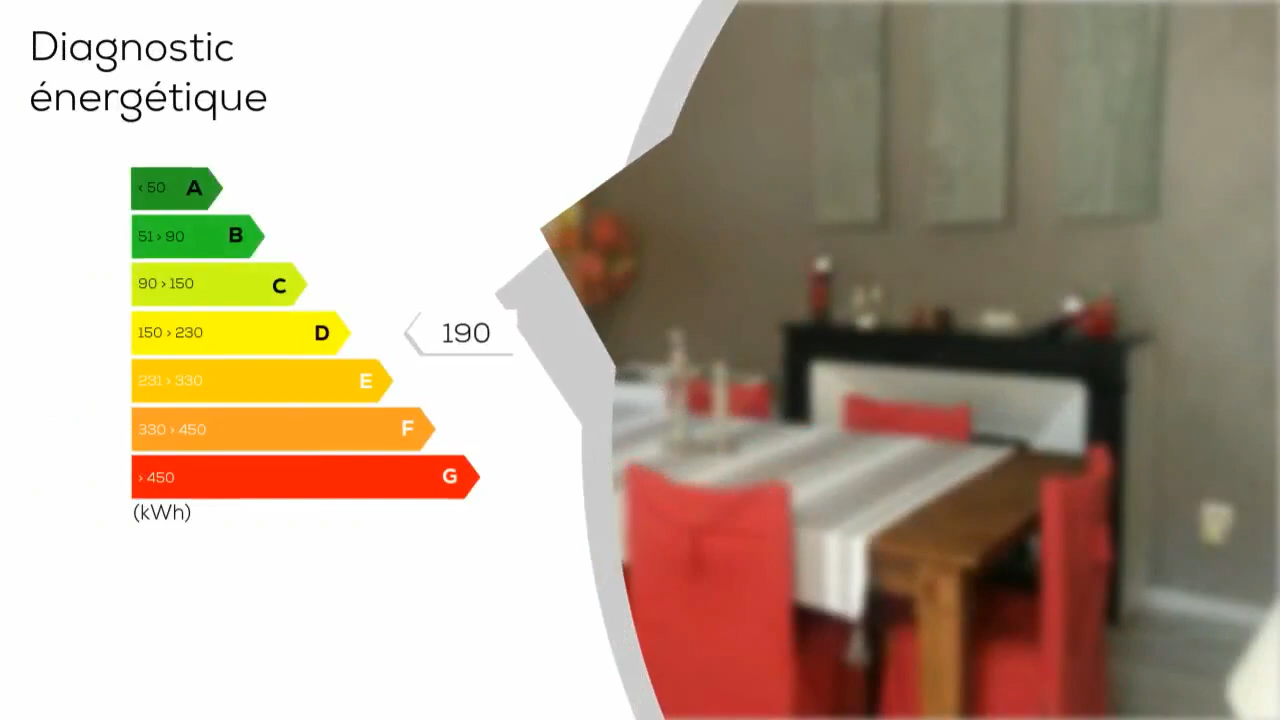 Diagnostic
énergétique
< 50 A
51 > 90 B
90 > 150 C
150 > 230 D
190
231 > 330 E
330 > 450 F
> 450 G
(kWh)